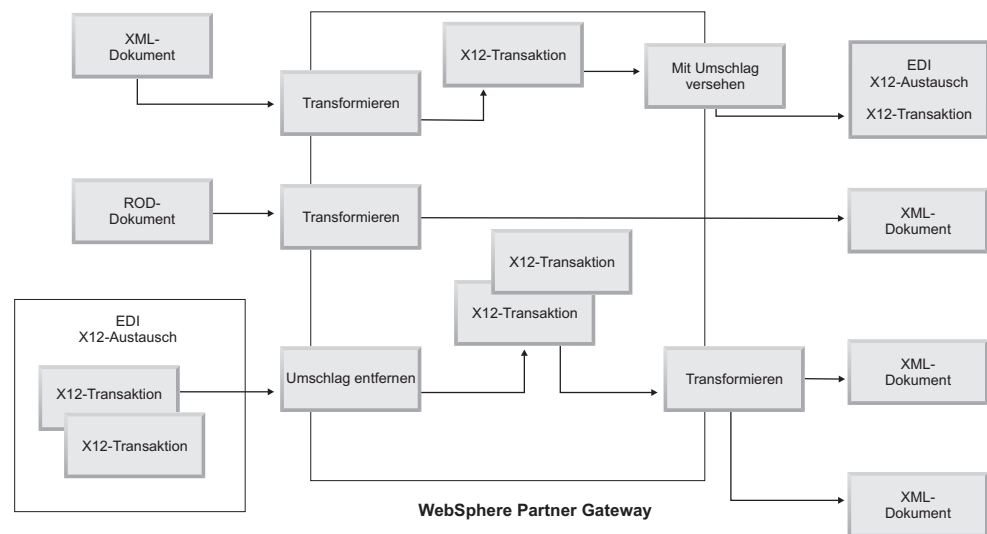 XML-
Dokument
Transformieren
X12-Transaktion
Mit Umschlag
versehen
EDI
X12-Austausch
X12-Transaktion
ROD-
Dokument
Transformieren
XML-
Dokument
EDI
X12-Austausch
X12-Transaktion
X12-Transaktion
Umschlag entfernen
X12-Transaktion
X12-Transaktion
Transformieren
XML-
Dokument
XML-
Dokument
WebSphere Partner Gateway